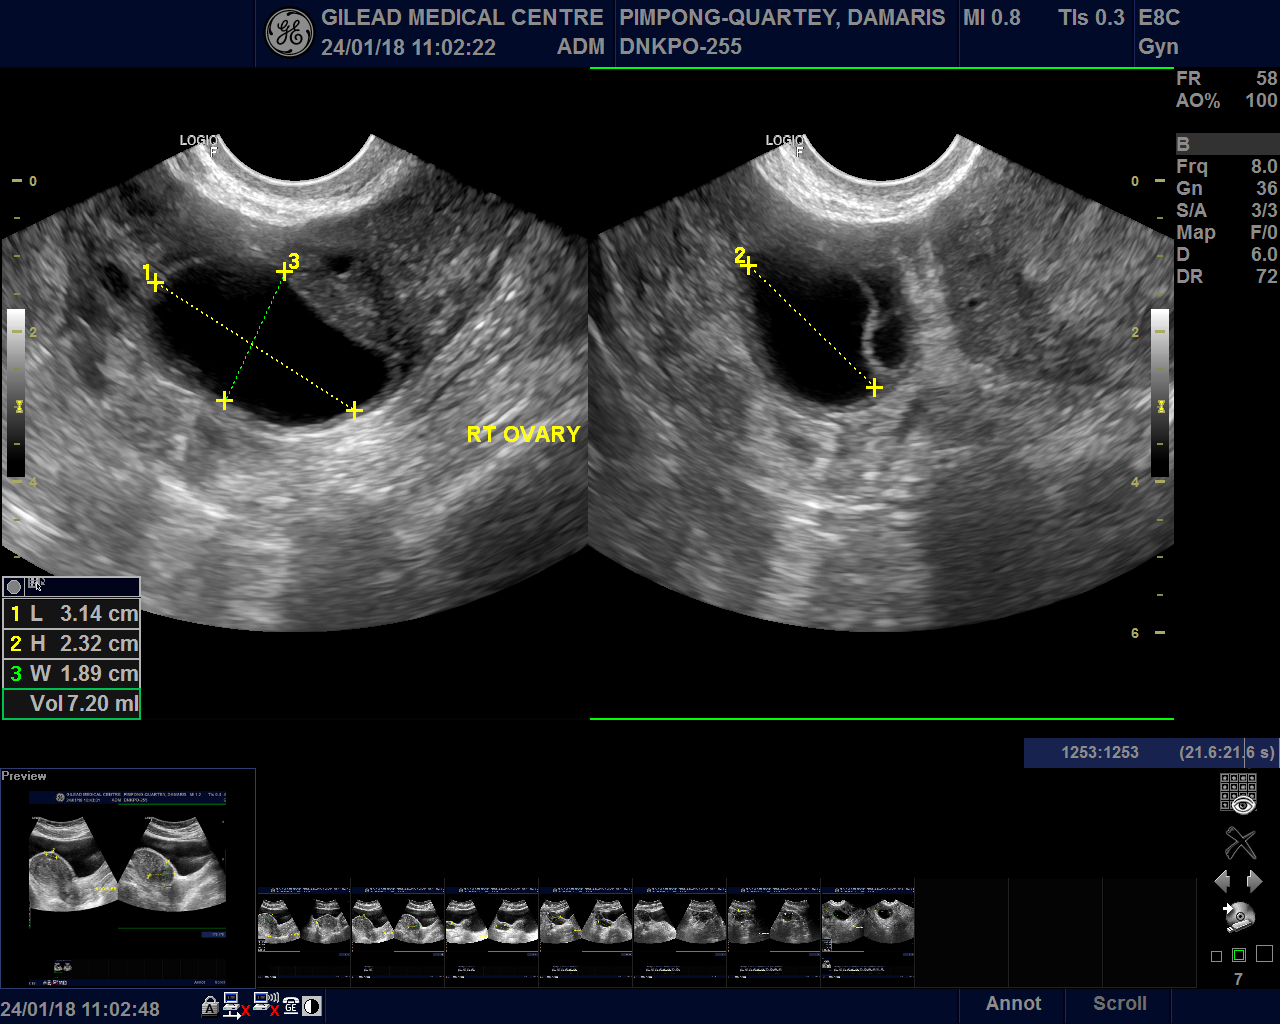 GILEAD MEDICAL CENTRE
24/01/18 11:02:22 ADM
PIMPONG-QUARTEY, DAMARIS
DNKPO-255
MI 0.8 TIs 0.3
E8C
Gyn
FR 58
AO% 100
B
Frq 8.0
Gn 36
S/A 3/3
Map F/0
D 6.0
DR 72
LOGIQ
F
LOGIQ
F
0
2
4
0
2
4
6
1
3
2
RT OVARY
1 L 3.14 cm
2 H 2.32 cm
3 W 1.89 cm
Vol 7.20 ml
1253:1253 (21.6:21.6 s)
Preview
7
24/01/18 11:02:48
Annot
Scroll